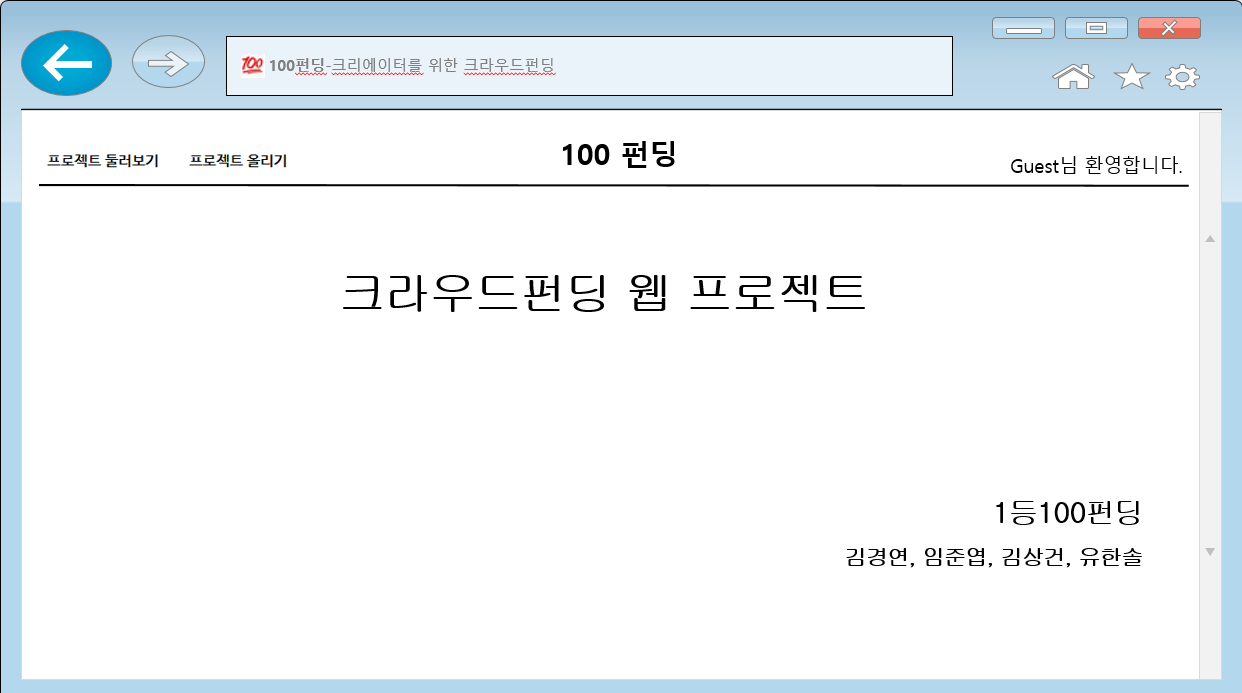 💯 100펀딩-크리에이터를 위한 크라우드펀딩
프로젝트 둘러보기 프로젝트 올리기 100 펀딩 Guest님 환영합니다.
크라우드펀딩 웹 프로젝트
1등100펀딩
김경연, 임준엽, 김상건, 유한솔